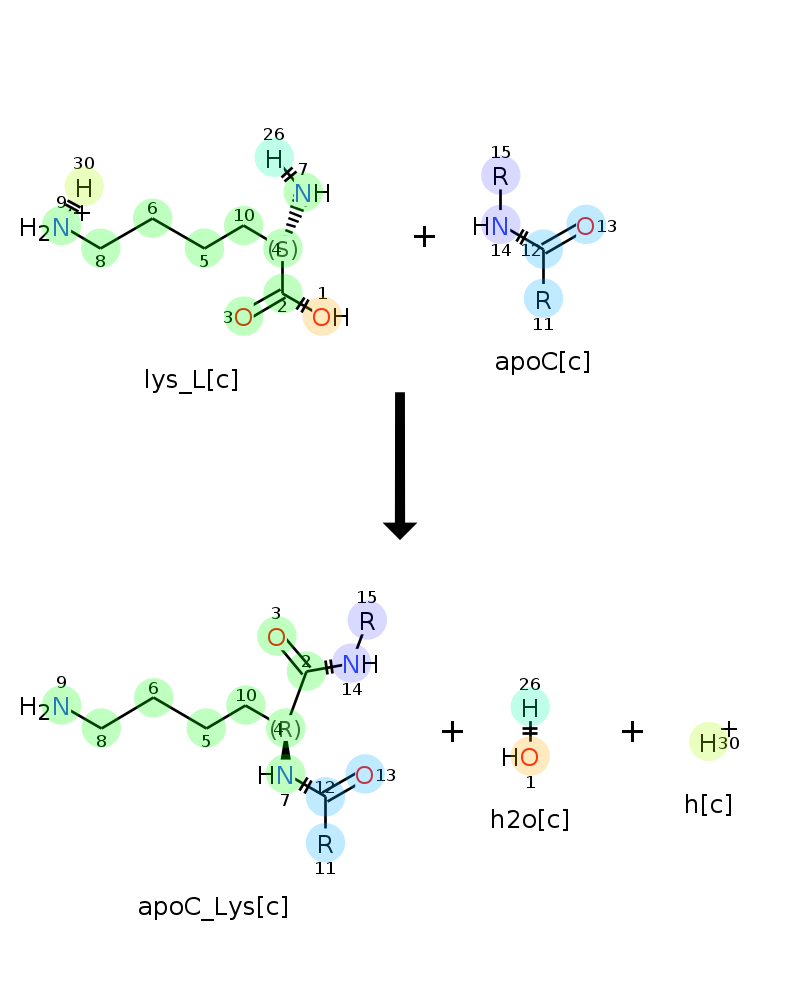 26
H
30
H
7
NH
15
R
9
+
H2N
6
10
HN
O
13
8
5
4
(S)
14
12
3
O
2
1
OH
R
11
+
lys_L[c]
apoC[c]
15
R
3
O
2
NH
14
9
H2N
6
10
8
5
4
(R)
26
H
+
+
H
+
30
HN
7
12
O
13
HO
1
R
11
h2o[c]
h[c]
apoC_Lys[c]